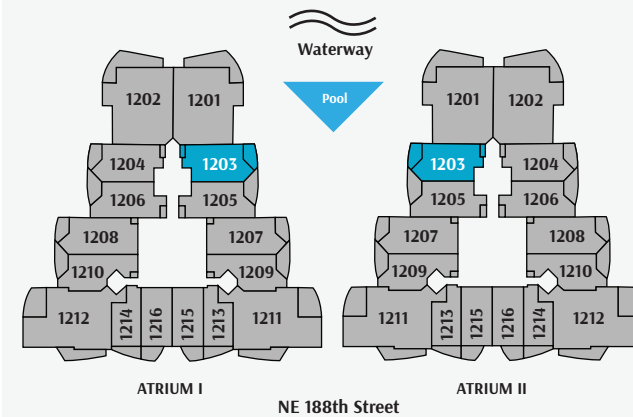 Waterway
Pool
1202 1201
1204 1203
1206 1205
1208 1207
1210 1209
1212 1214 1216 1215 1213 1211
ATRIUM I
1201 1202
1203 1204
1205 1206
1207 1208
1209 1210
1211 1213 1215 1216 1214 1212
ATRIUM II
NE 188th Street